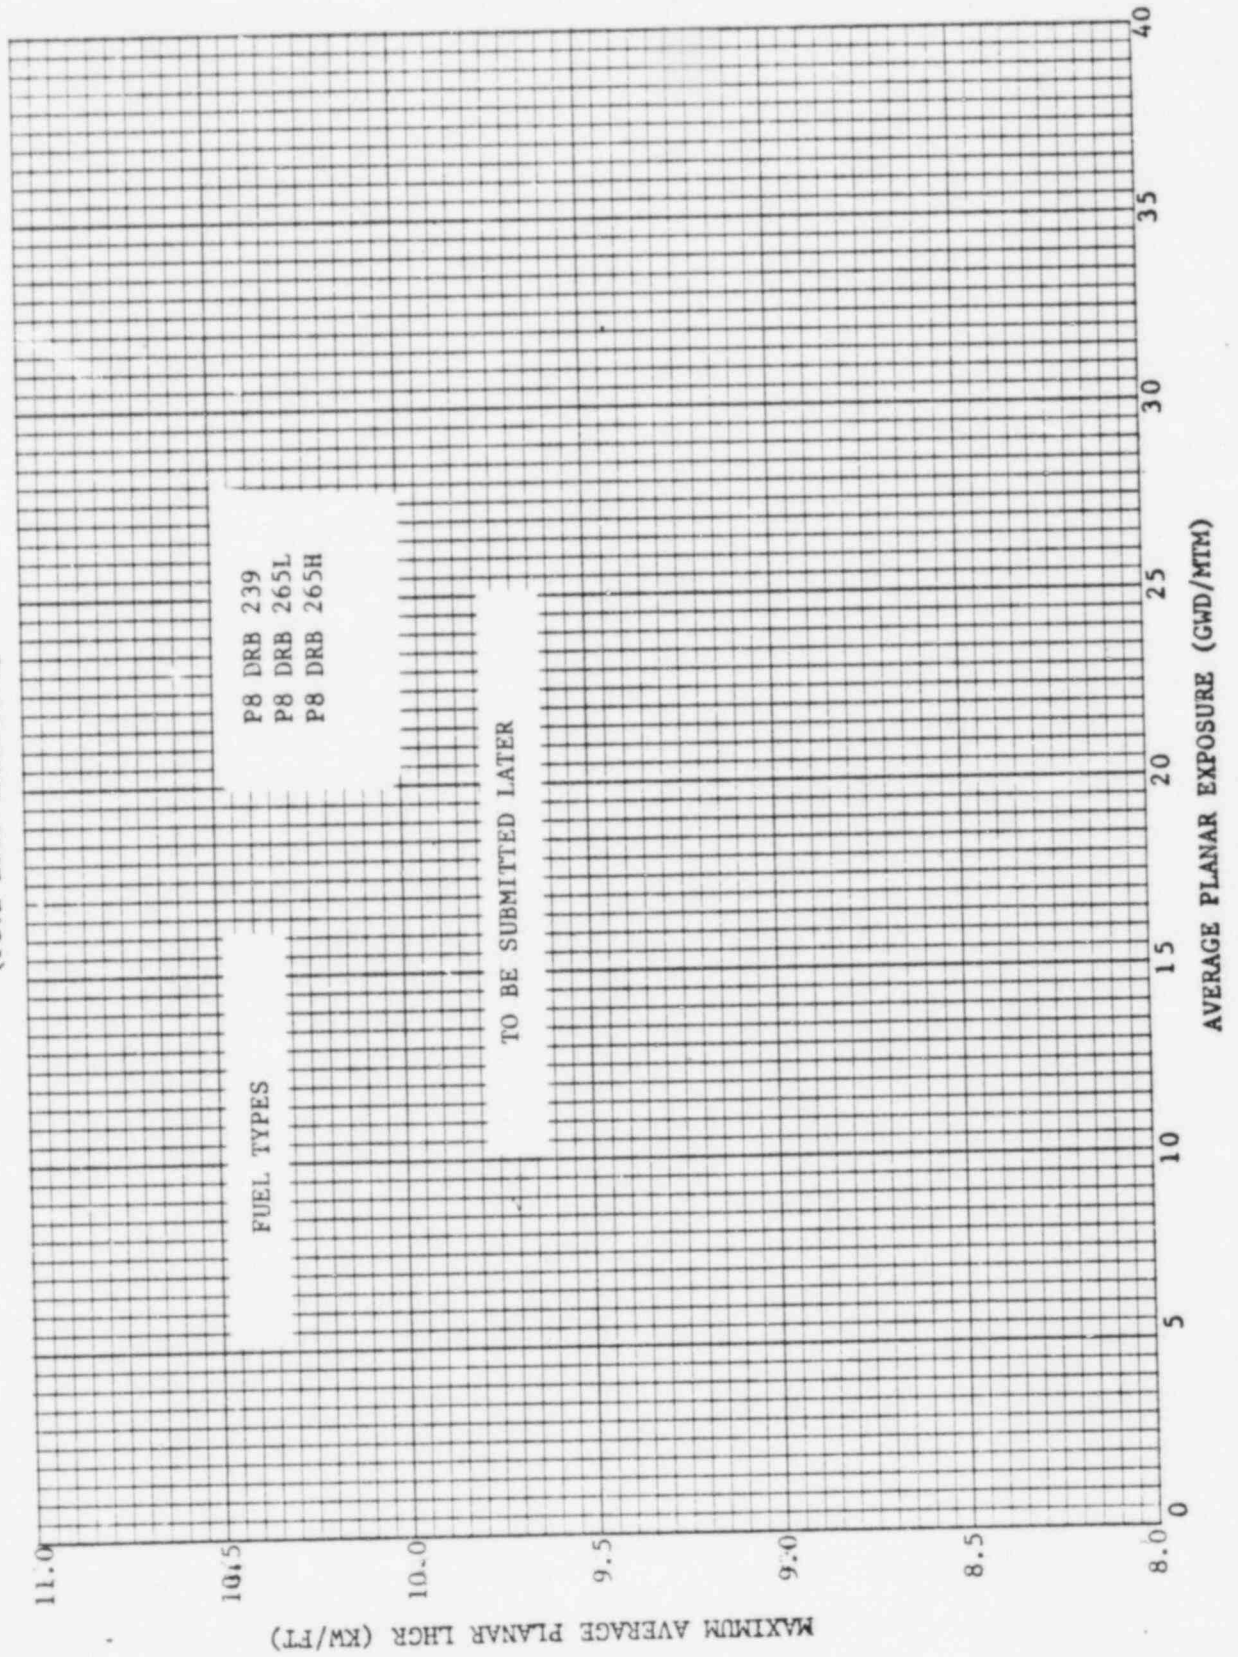 FUEL TYPES
P8 DRB 239
P8 DRB 265L
P8 DRB 265H
TO BE SUBMITTED LATER
MAXIMUM AVERAGE PLANAR LHGR (KW/FT)
11.0
10.5
10.0
9.5
9.0
8.5
8.0
0
5
10
15
20
25
30
35
40
AVERAGE PLANAR EXPOSURE (GWD/MTM)